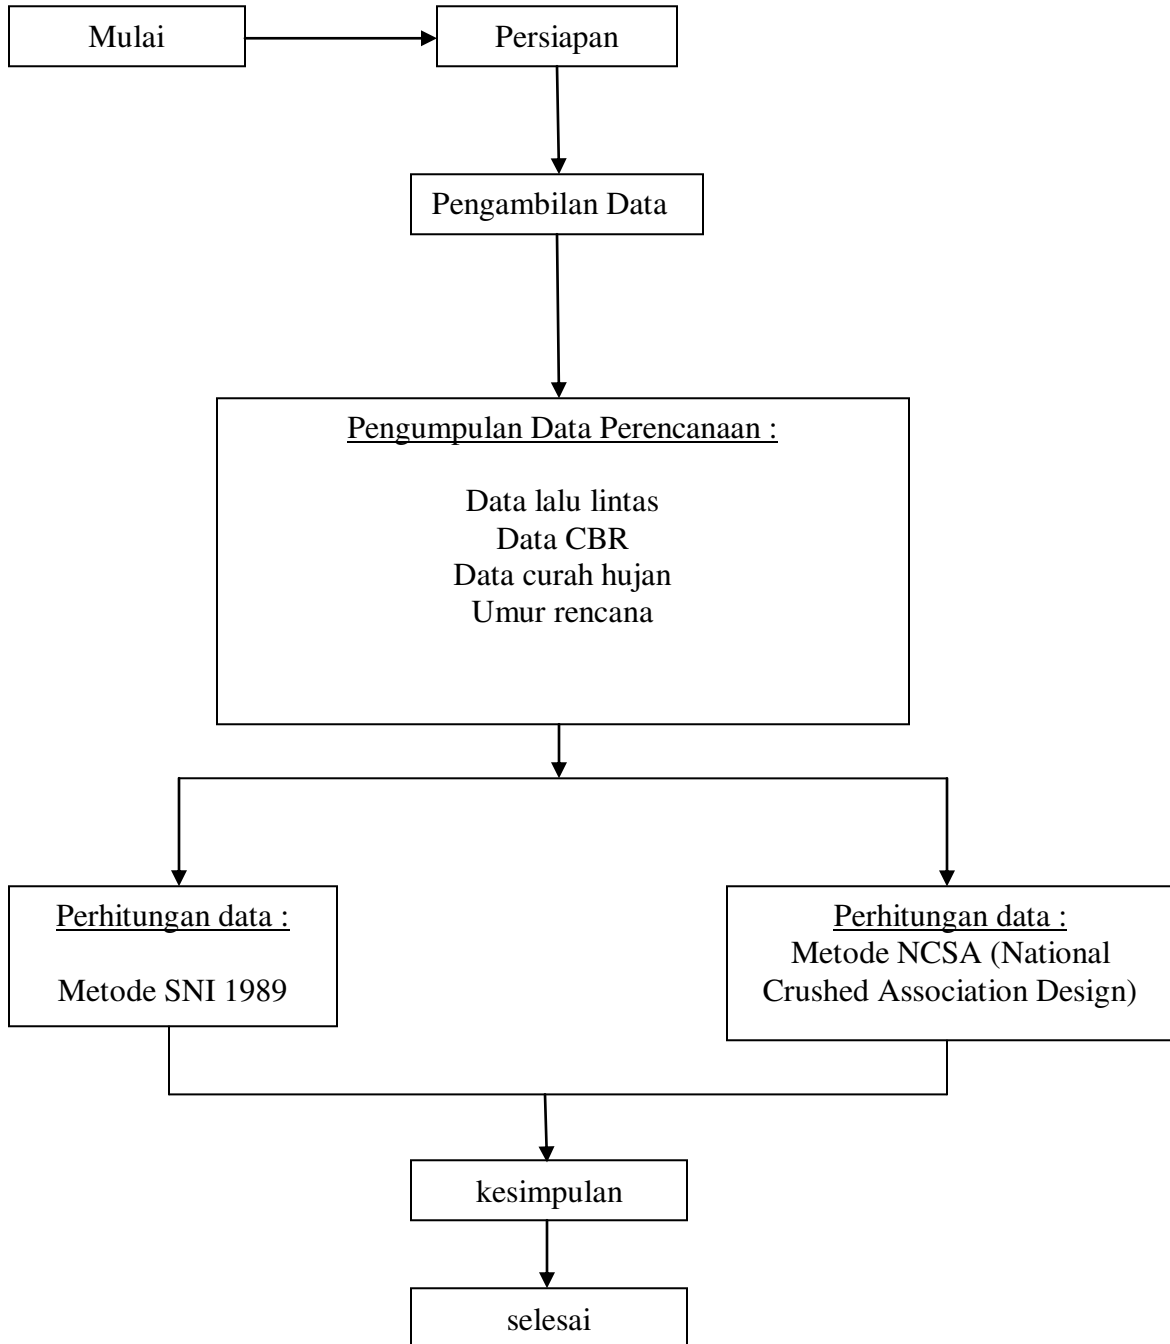 Mulai
Persiapan
Pengambilan Data
Pengumpulan Data Perencanaan :
Data lalu lintas
Data CBR
Data curah hujan
Umur rencana
Perhitungan data :
Metode SNI 1989
Perhitungan data :
Metode NCSA (National
Crushed Association Design)
kesimpulan
selesai